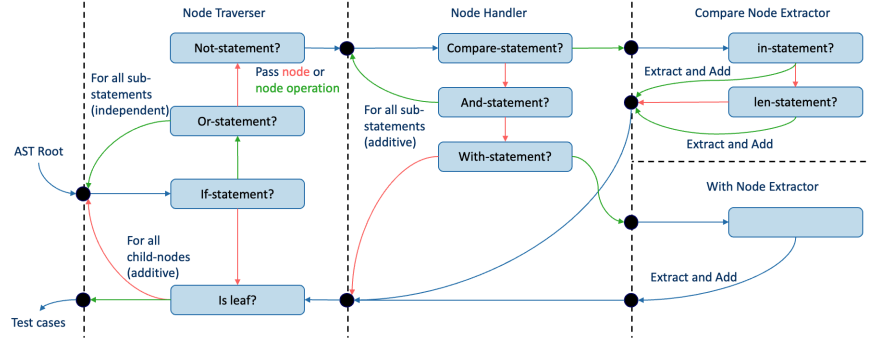 Node Traverser
Node Handler
Compare Node Extractor
Not-statement?
Compare-statement?
in-statement?
For all sub-
statements
(independent)
Pass node or
node operation
Extract and Add
For all sub-
statements
(additive)
And-statement?
len-statement?
Or-statement?
Extract and Add
AST Root
With-statement?
If-statement?
With Node Extractor
For all
child-nodes
(additive)
Extract and Add
Is leaf?
Test cases